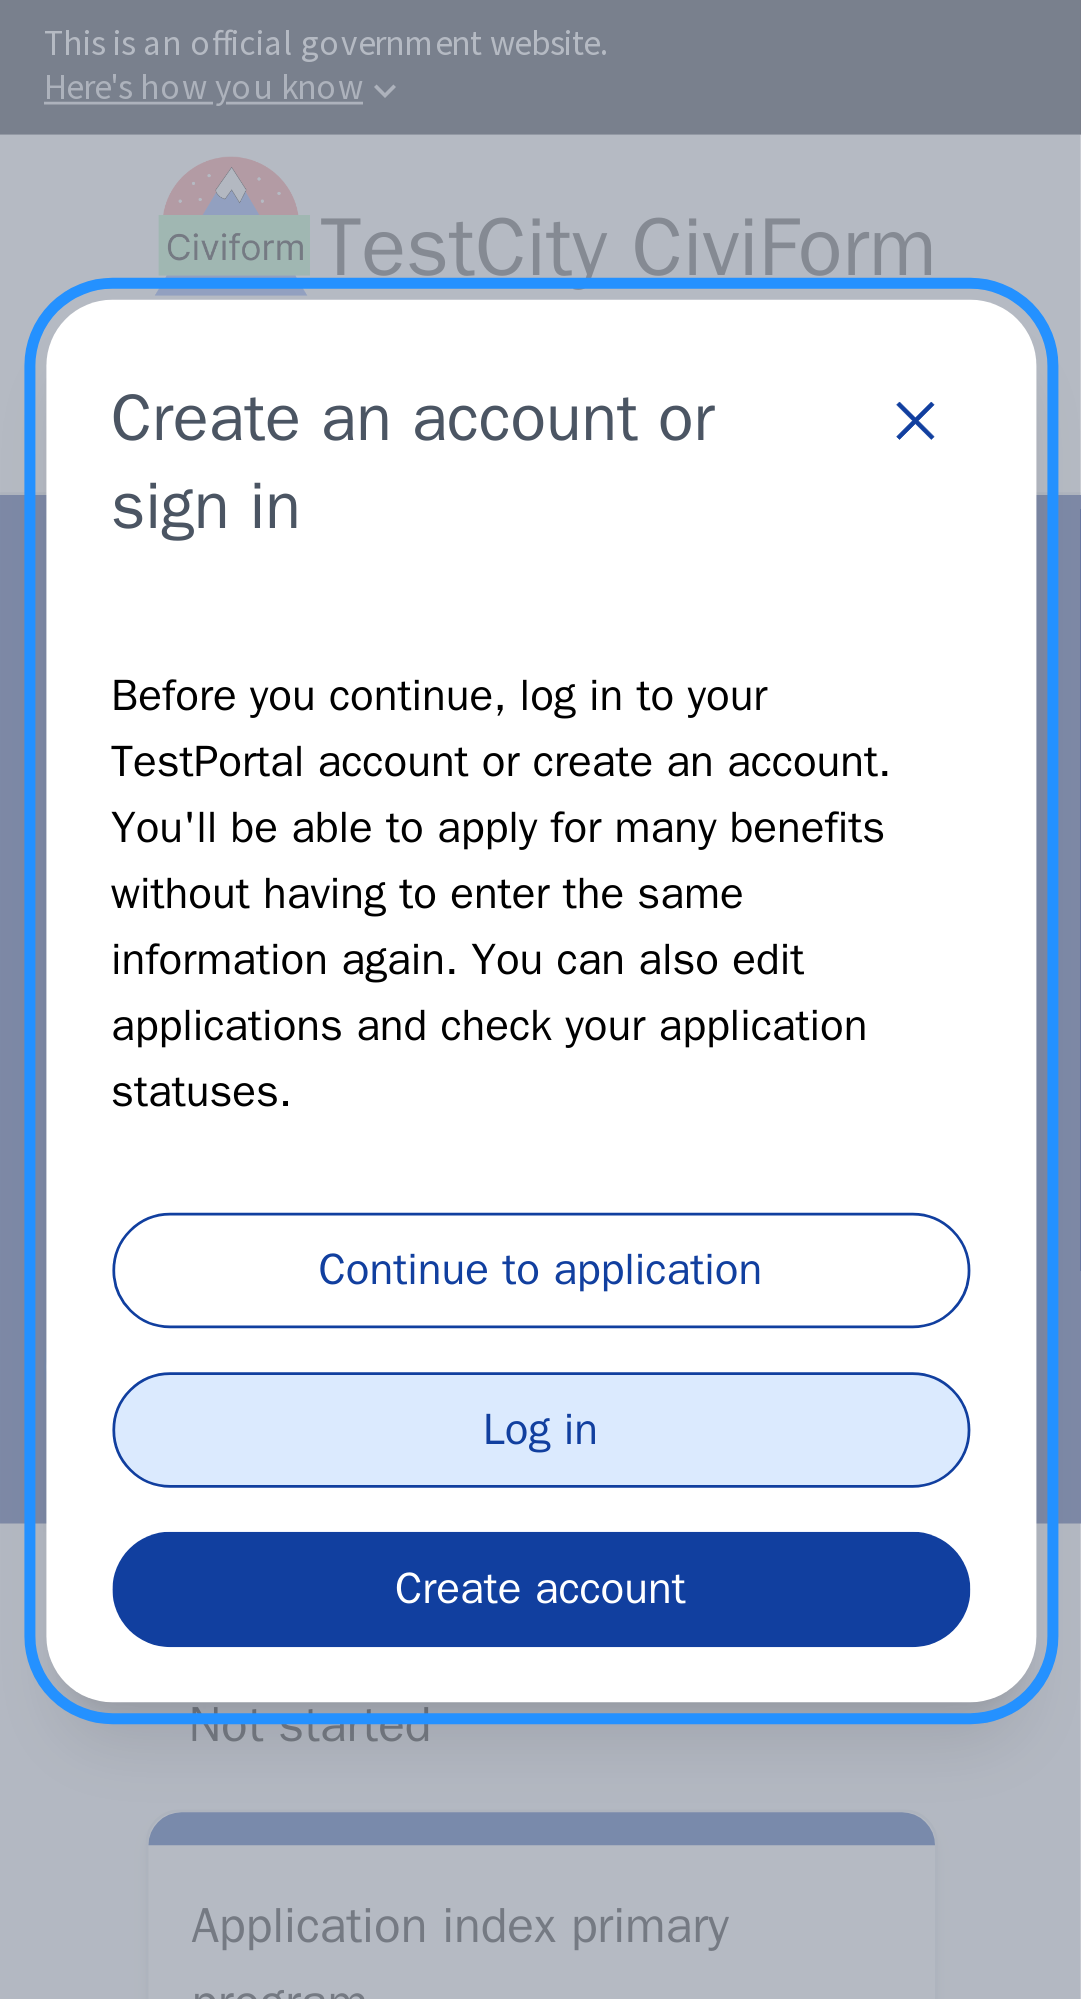 This is an official government website.
Here's how you know
Civiform
TestCity CiviForm
Create an account or
sign in
Before you continue, log in to your
TestPortal account or create an account.
You'll be able to apply for many benefits
without having to enter the same
information again. You can also edit
applications and check your application
statuses.
Continue to application
Log in
Create account
Not started
Application index primary
program